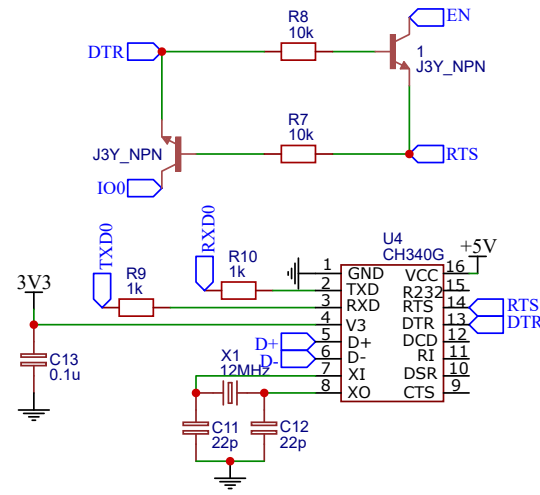 R8
10k
EN
DTR
1
J3Y_NPN
R7
10k
J3Y_NPN
RTS
IO0
TXD0
RXD0
U4
CH340G
+5V
R9
1k
R10
1k
3V3
1
GND
VCC
16
2
TXD
R232
15
3
RXD
RTS
14
RTS
4
V3
DTR
13
DTR
D+
5
D+
DCD
12
D-
6
D-
RI
11
X1
12MHz
7
XI
DSR
10
8
XO
CTS
9
C13
0.1u
C11
22p
C12
22p